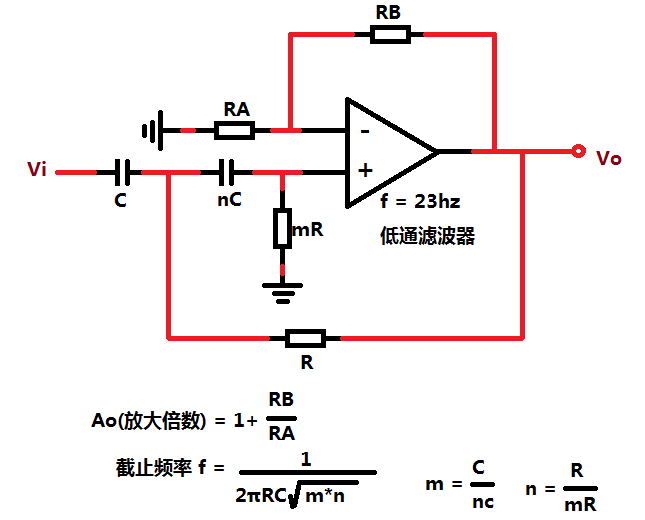 RB
RA
-
Vi
+
Vo
C
nC
f = 23hz
mR
低通滤波器
R
Ao(放大倍数) = 1+ RB/RA
截止频率 f = 1/2πRC√m*n
m = C/nc
n = R/mR